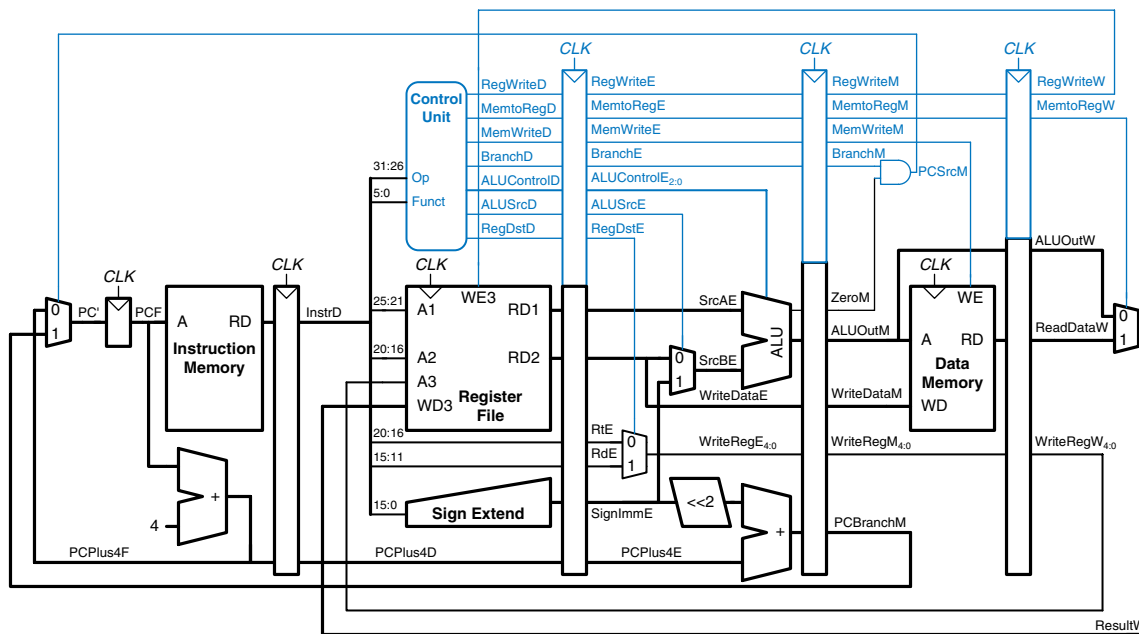 CLK CLK CLK
RegWriteD RegWriteE RegWriteM RegWriteW
Control Unit
MemtoRegD MemtoRegE MemtoRegM MemtoRegW
MemWriteD MemWriteE MemWriteM
BranchD BranchE BranchM
31:26 Op
PCSrcM
ALUControlD ALUControlE2:0
5:0 Funct
ALUSrcD ALUSrcE
RegDstD RegDstE
ALUOutW
CLK CLK CLK CLK
WE3 WE
0 PC' PCF A RD InstrD 25:21 A1 RD1 SrcAE ZeroM 0
1 Instruction Memory ALU ALUOutM A RD ReadDataW 1
20:16 A2 RD2 0 SrcBE Data Memory
A3 1
WD3 Register File WriteDataE WriteDataM WD
20:16 RtE 0 WriteRegE4:0 WriteRegM4:0 WriteRegW4:0
15:11 RdE 1
+ 15:0 Sign Extend SignImmE <<2
4 + PCBranchM
PCPlus4F PCPlus4D PCPlus4E
ResultW